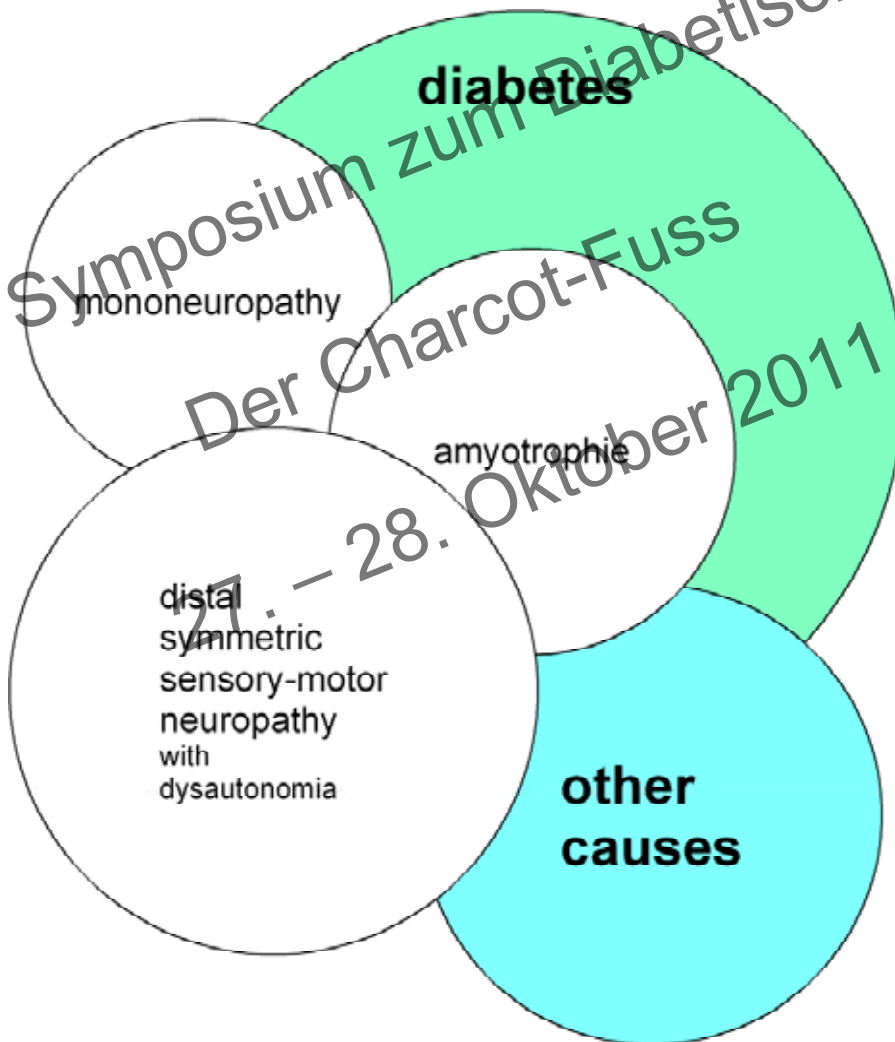 diabetes
Symposium zum
mononeuropathy
Der Charcot-Fuss
amyotrophie
27. – 28. Oktober 2011
distal
symmetric
sensory-motor
neuropathy
with
dysautonomia
other
causes